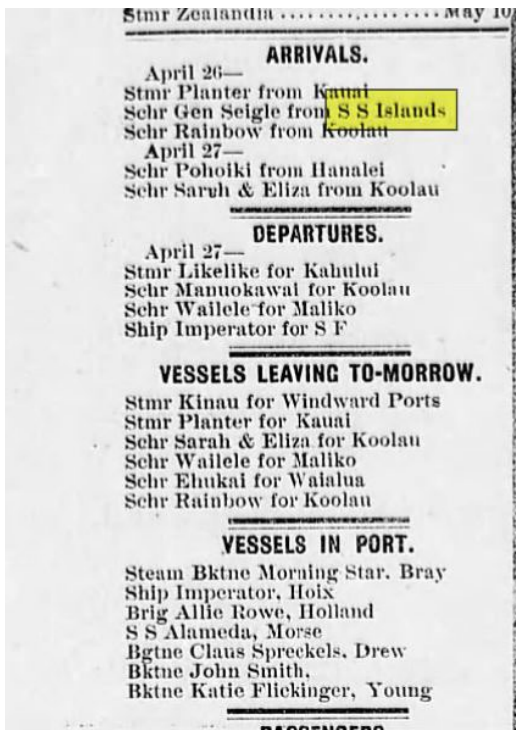 Stmr Zealandia ................ May 10
ARRIVALS.
April 26—
Stmr Planter from Kauai
Schr Gen Seigle from S S Islands
Schr Rainbow from Koolau
April 27—
Schr Pohoiki from Hanalei
Schr Sarah & Eliza from Koolau
DEPARTURES.
April 27—
Stmr Likelike for Kahului
Schr Manuokawai for Koolau
Schr Wailele for Maliko
Ship Imperator for S F
VESSELS LEAVING TO-MORROW.
Stmr Kinau for Windward Ports
Stmr Planter for Kauai
Schr Sarah & Eliza for Koolau
Schr Wailele for Maliko
Schr Ehukai for Waialua
Schr Rainbow for Koolau
VESSELS IN PORT.
Steam Bktne Morning Star. Bray
Ship Imperator, Hoix
Brig Allie Rowe, Holland
S S Alameda, Morse
Bgtne Claus Spreckels. Drew
Bktne John Smith,
Bktne Katie Flickinger, Young
PASSENGERS